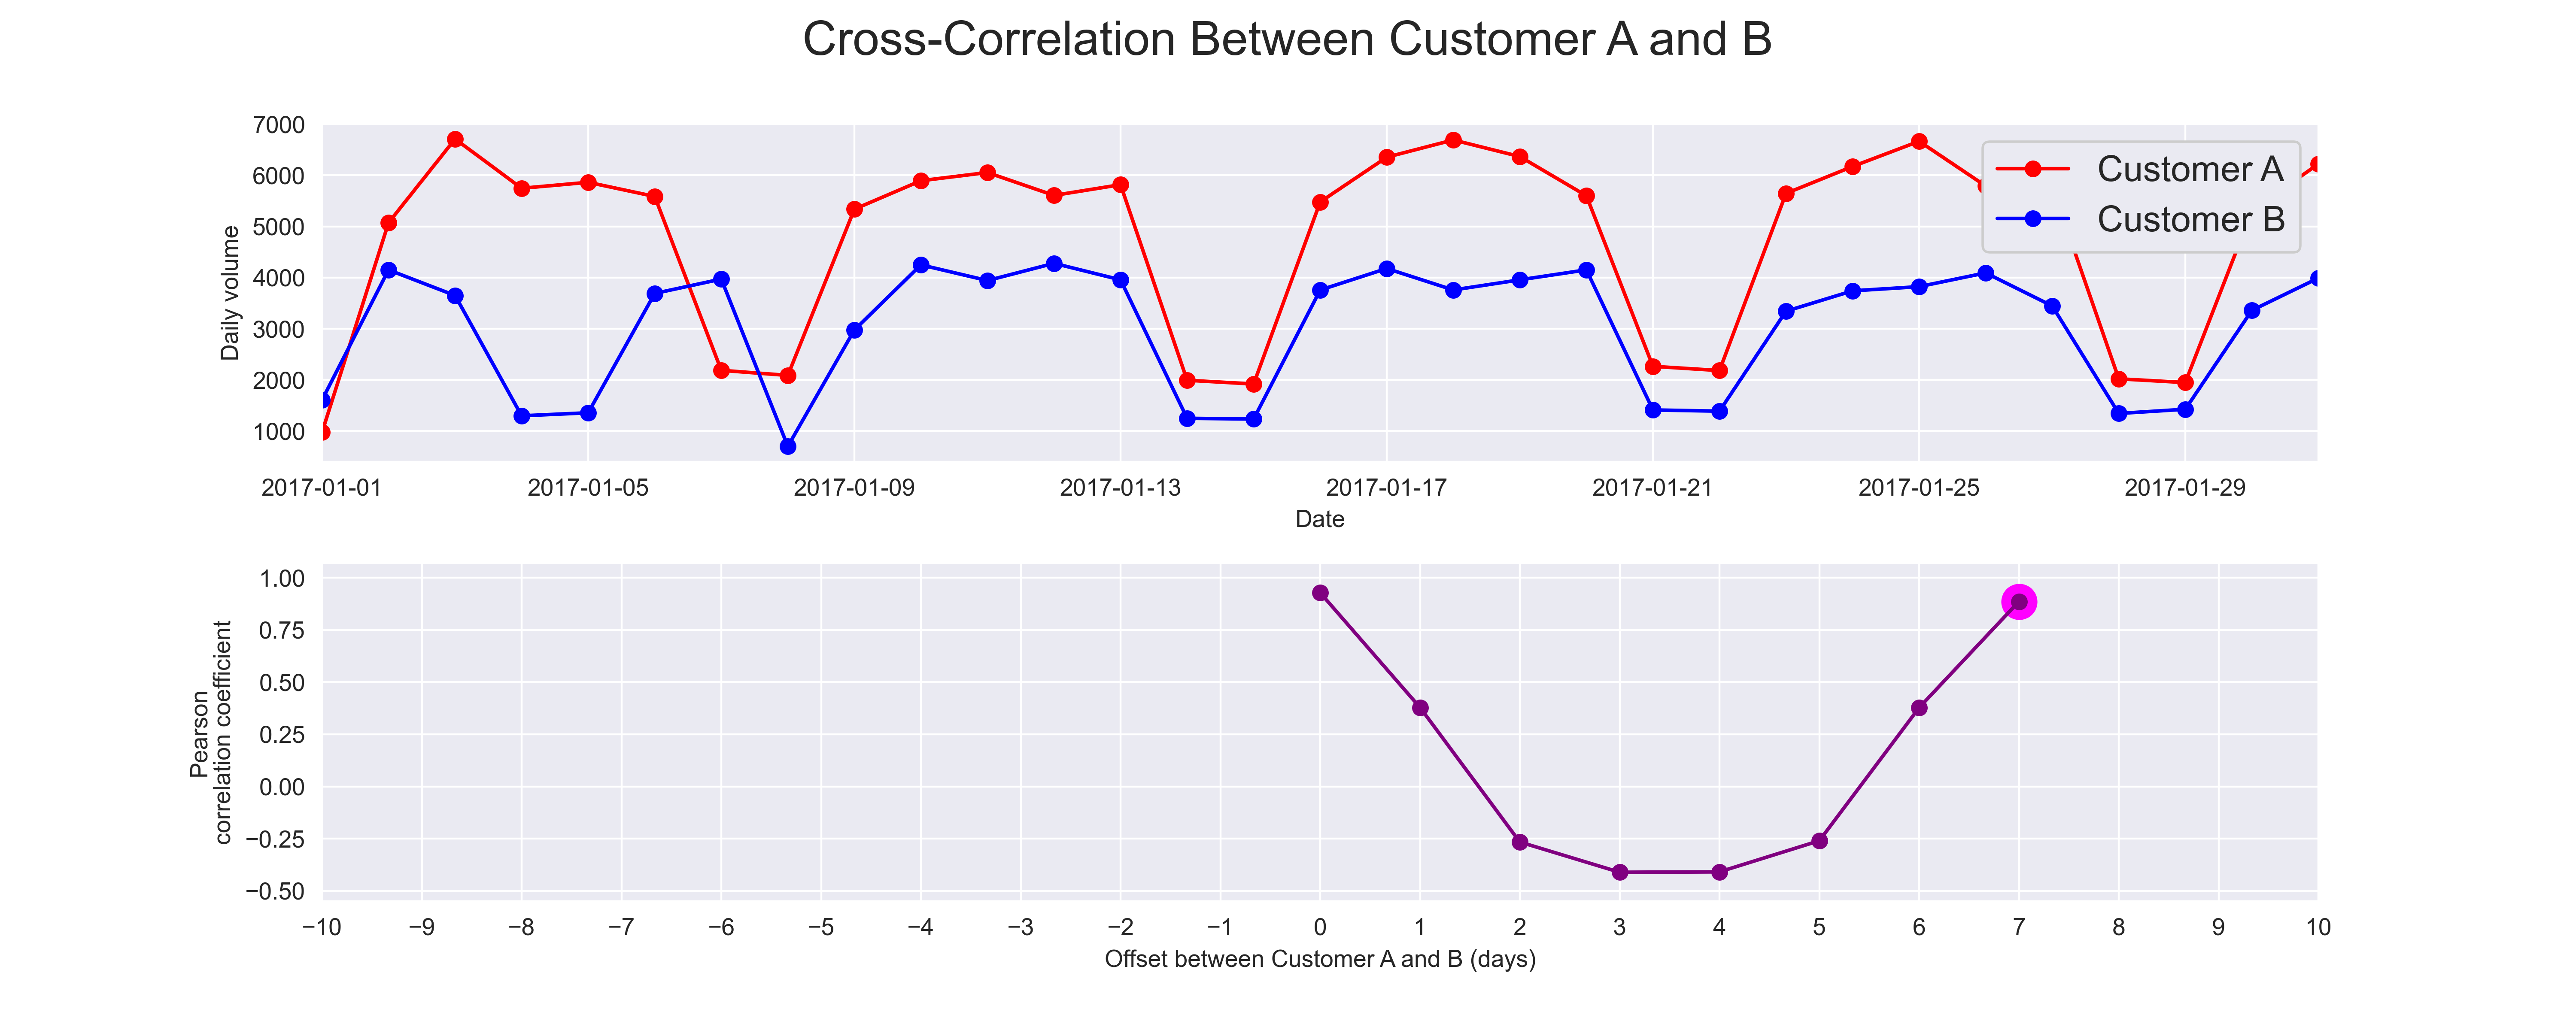 Cross-Correlation Between Customer A and B
7000
6000
5000
4000
3000
2000
1000
Daily volume
Customer A
Customer B
2017-01-01 2017-01-05 2017-01-09 2017-01-13 2017-01-17 2017-01-21 2017-01-25 2017-01-29
Date
1.00
0.75
0.50
0.25
0.00
−0.25
−0.50
Pearson
correlation coefficient
−10 −9 −8 −7 −6 −5 −4 −3 −2 −1 0 1 2 3 4 5 6 7 8 9 10
Offset between Customer A and B (days)